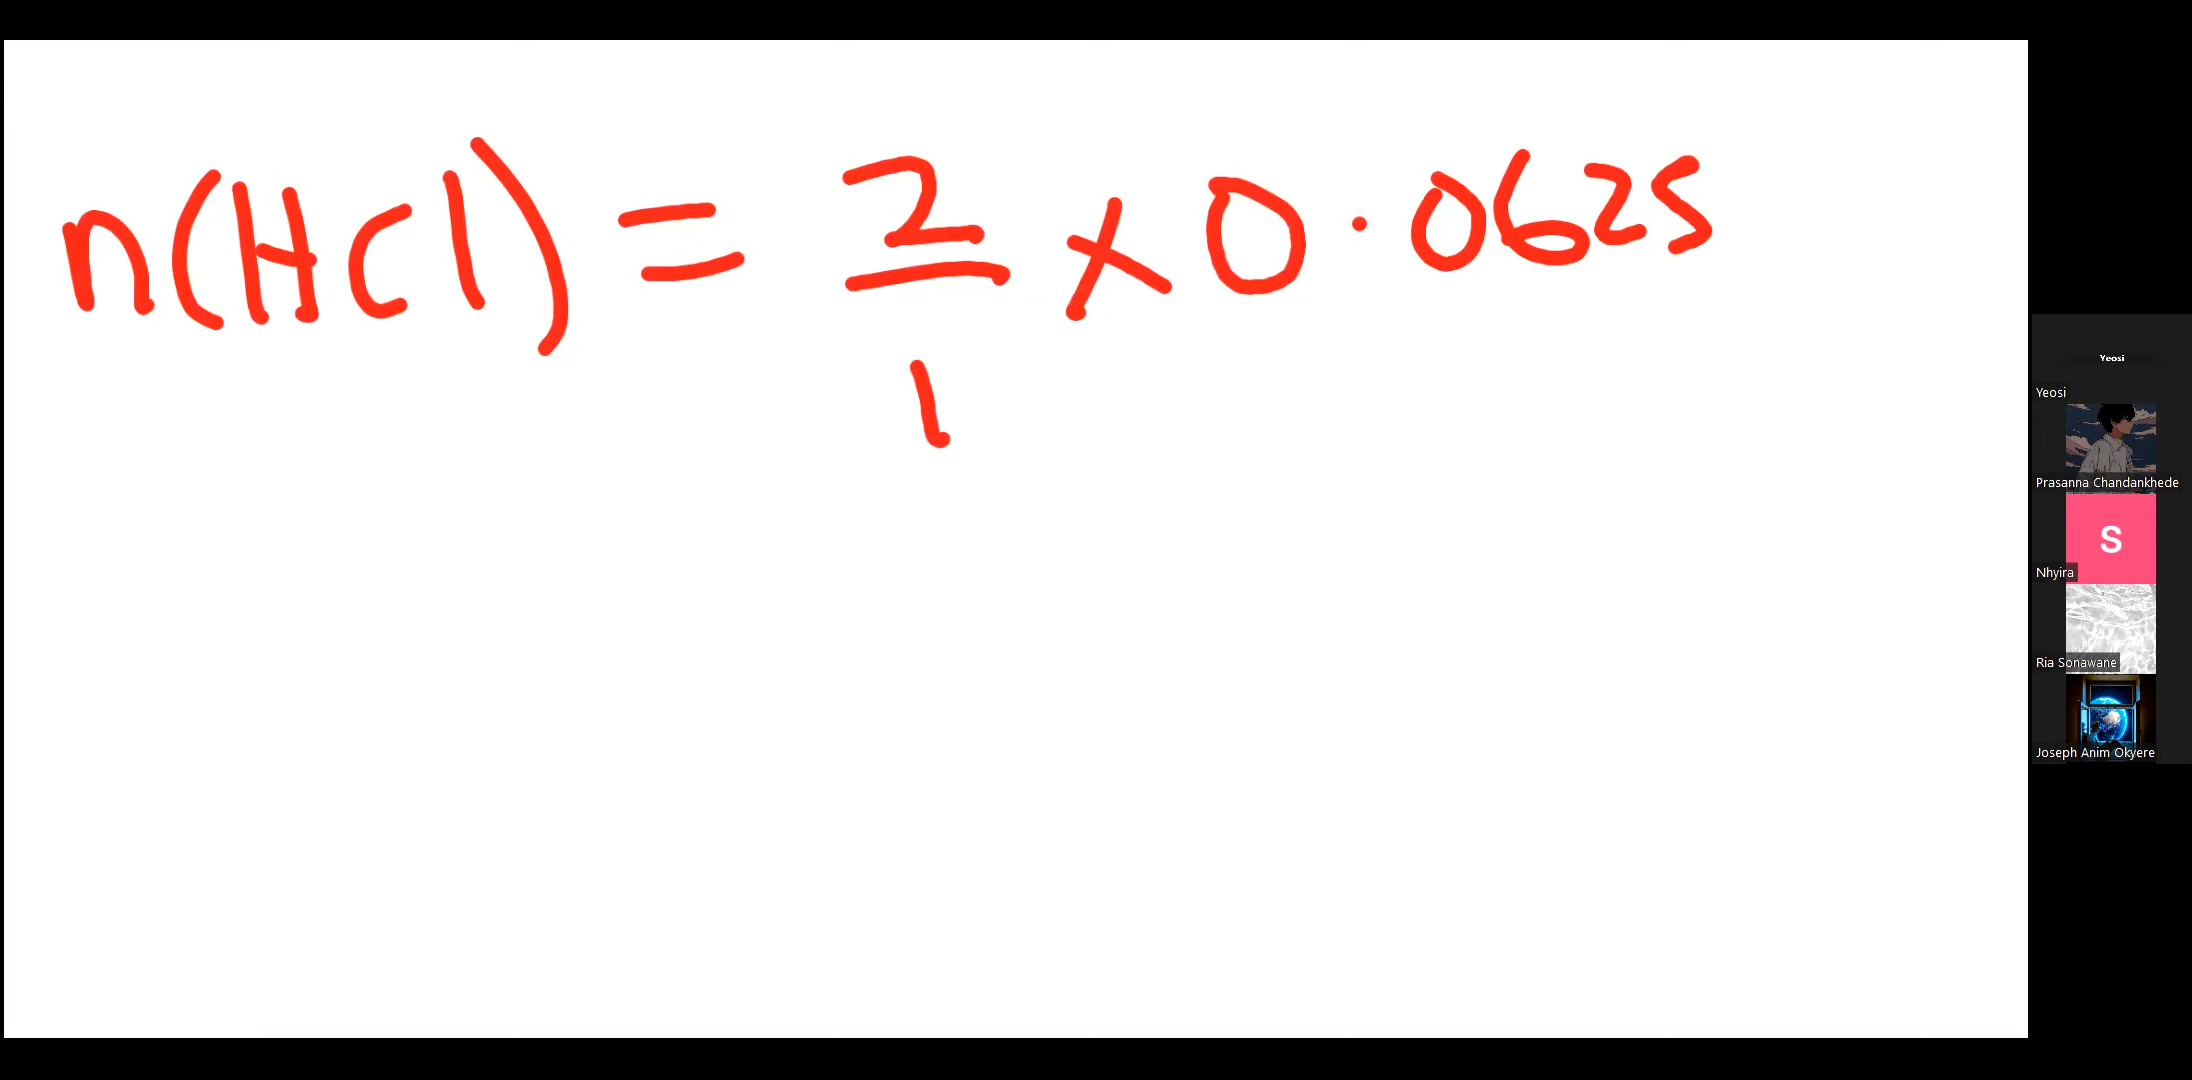 n(HCl) = 2/1 x 0.0625
Yeosi
Yeosi
Prasanna Chandankhede
S
Nhyira
Ria Sonawane
Joseph Anim Okyere